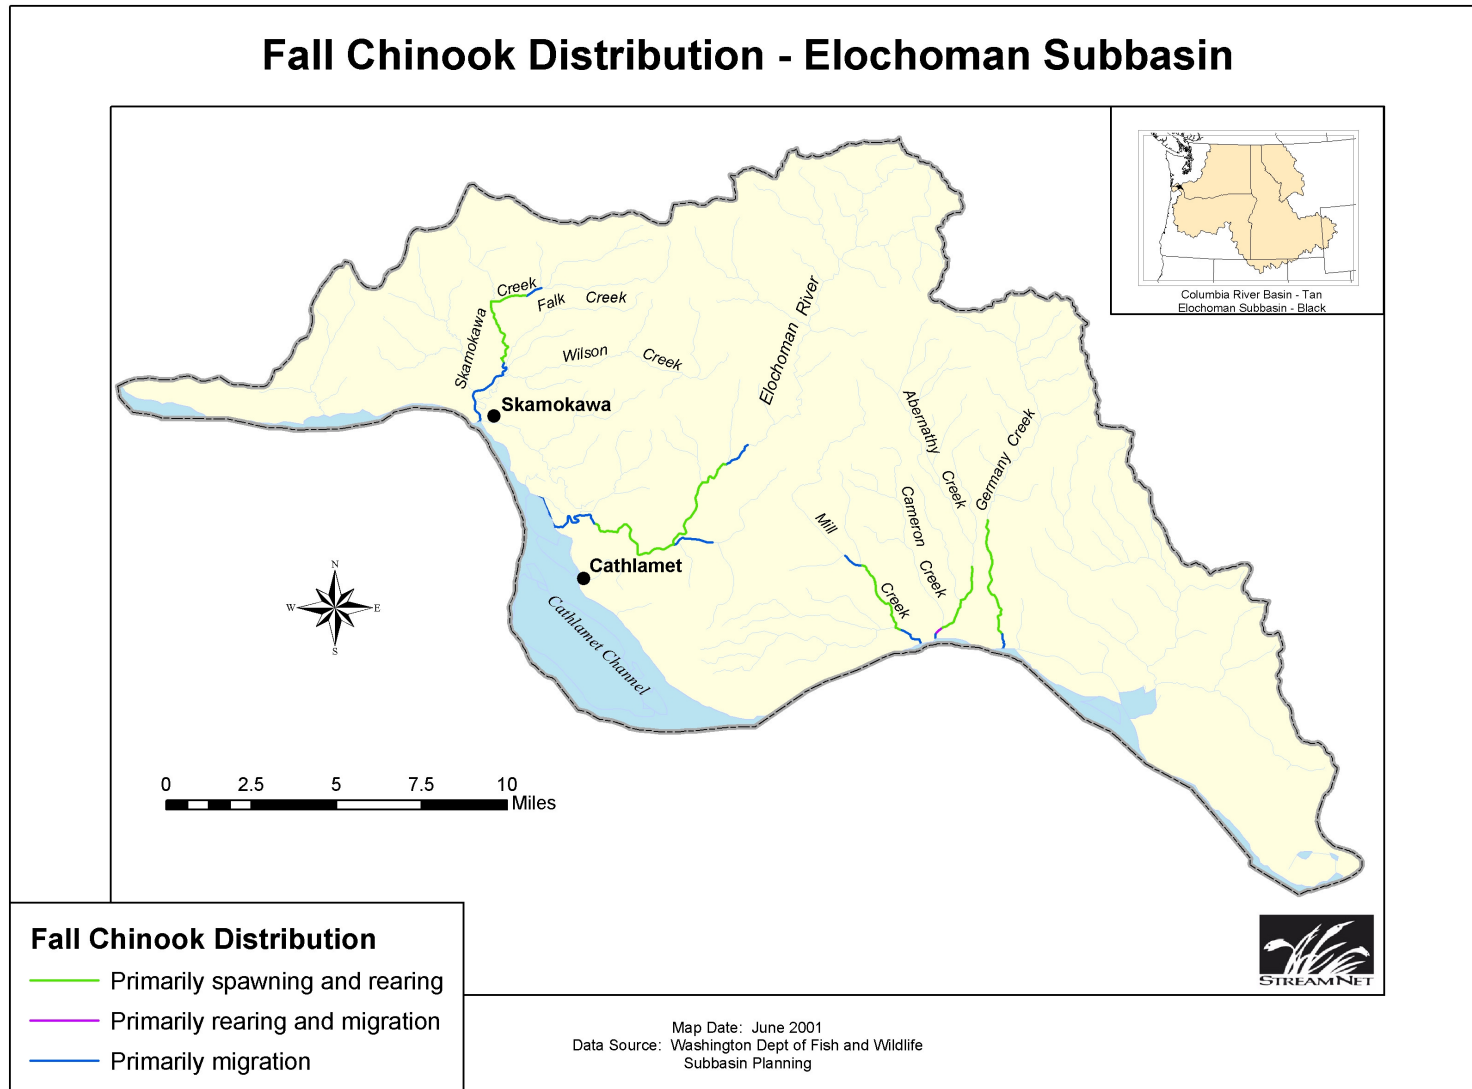 Fall Chinook Distribution - Elochoman Subbasin
Columbia River Basin - Tan
Elochoman Subbasin - Black
Creek
Falk Creek
Skamokawa
Wilson Creek
Elochoman River
Skamokawa
Abernathy Creek
Germany Creek
Cameron Creek
Mill Creek
Cathlamet
Cathlamet Channel
N
W E
S
0 2.5 5 7.5 10
Miles
Fall Chinook Distribution
Primarily spawning and rearing
Primarily rearing and migration
Primarily migration
STREAMNET
Map Date: June 2001
Data Source: Washington Dept of Fish and Wildlife
Subbasin Planning